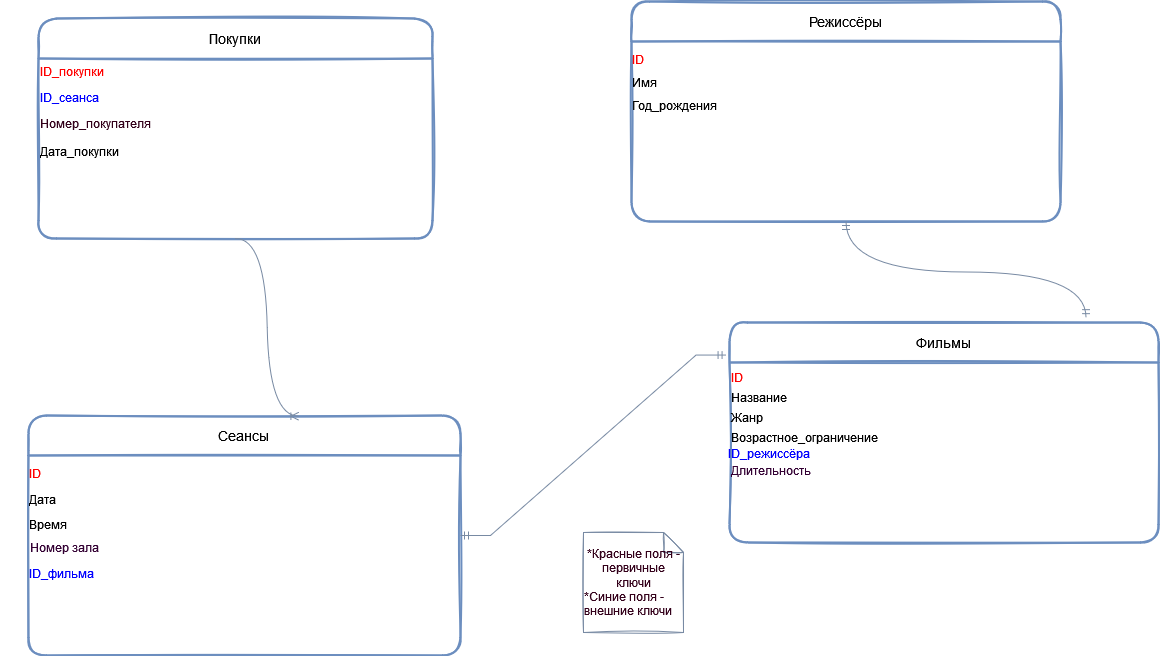 Покупки
ID_покупки
ID_сеанса
Номер_покупателя
Дата_покупки
Режиссёры
ID
Имя
Год_рождения
Фильмы
ID
Название
Жанр
Возрастное_ограничение
ID_режиссёра
Длительность
Сеансы
ID
Дата
Время
Номер зала
ID_фильма
*Красные поля -
первичные
ключи
*Синие поля -
внешние ключи